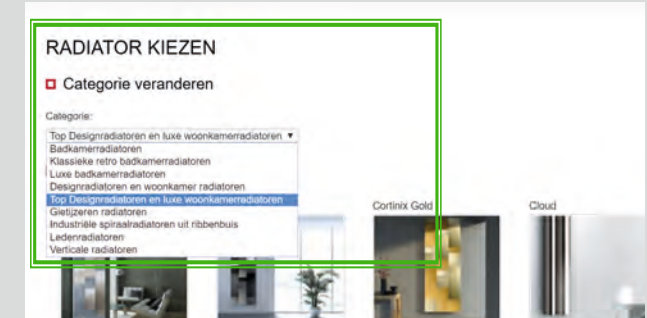 RADIATOR KIEZEN
Categorie veranderen
Categorie:
Top Designradiatoren en luxe woonkamerradiatoren
Badkamerradiatoren
Klassieke retro badkamerradiatoren
Luxe badkamerradiatoren
Designradiatoren en woonkamer radiatoren
Top Designradiatoren en luxe woonkamerradiatoren
Gietijzeren radiatoren
Industriële spiraalradiatoren uit ribbenbuis
Ledenradiatoren
Verticale radiatoren
Cortinix Gold
Cloud